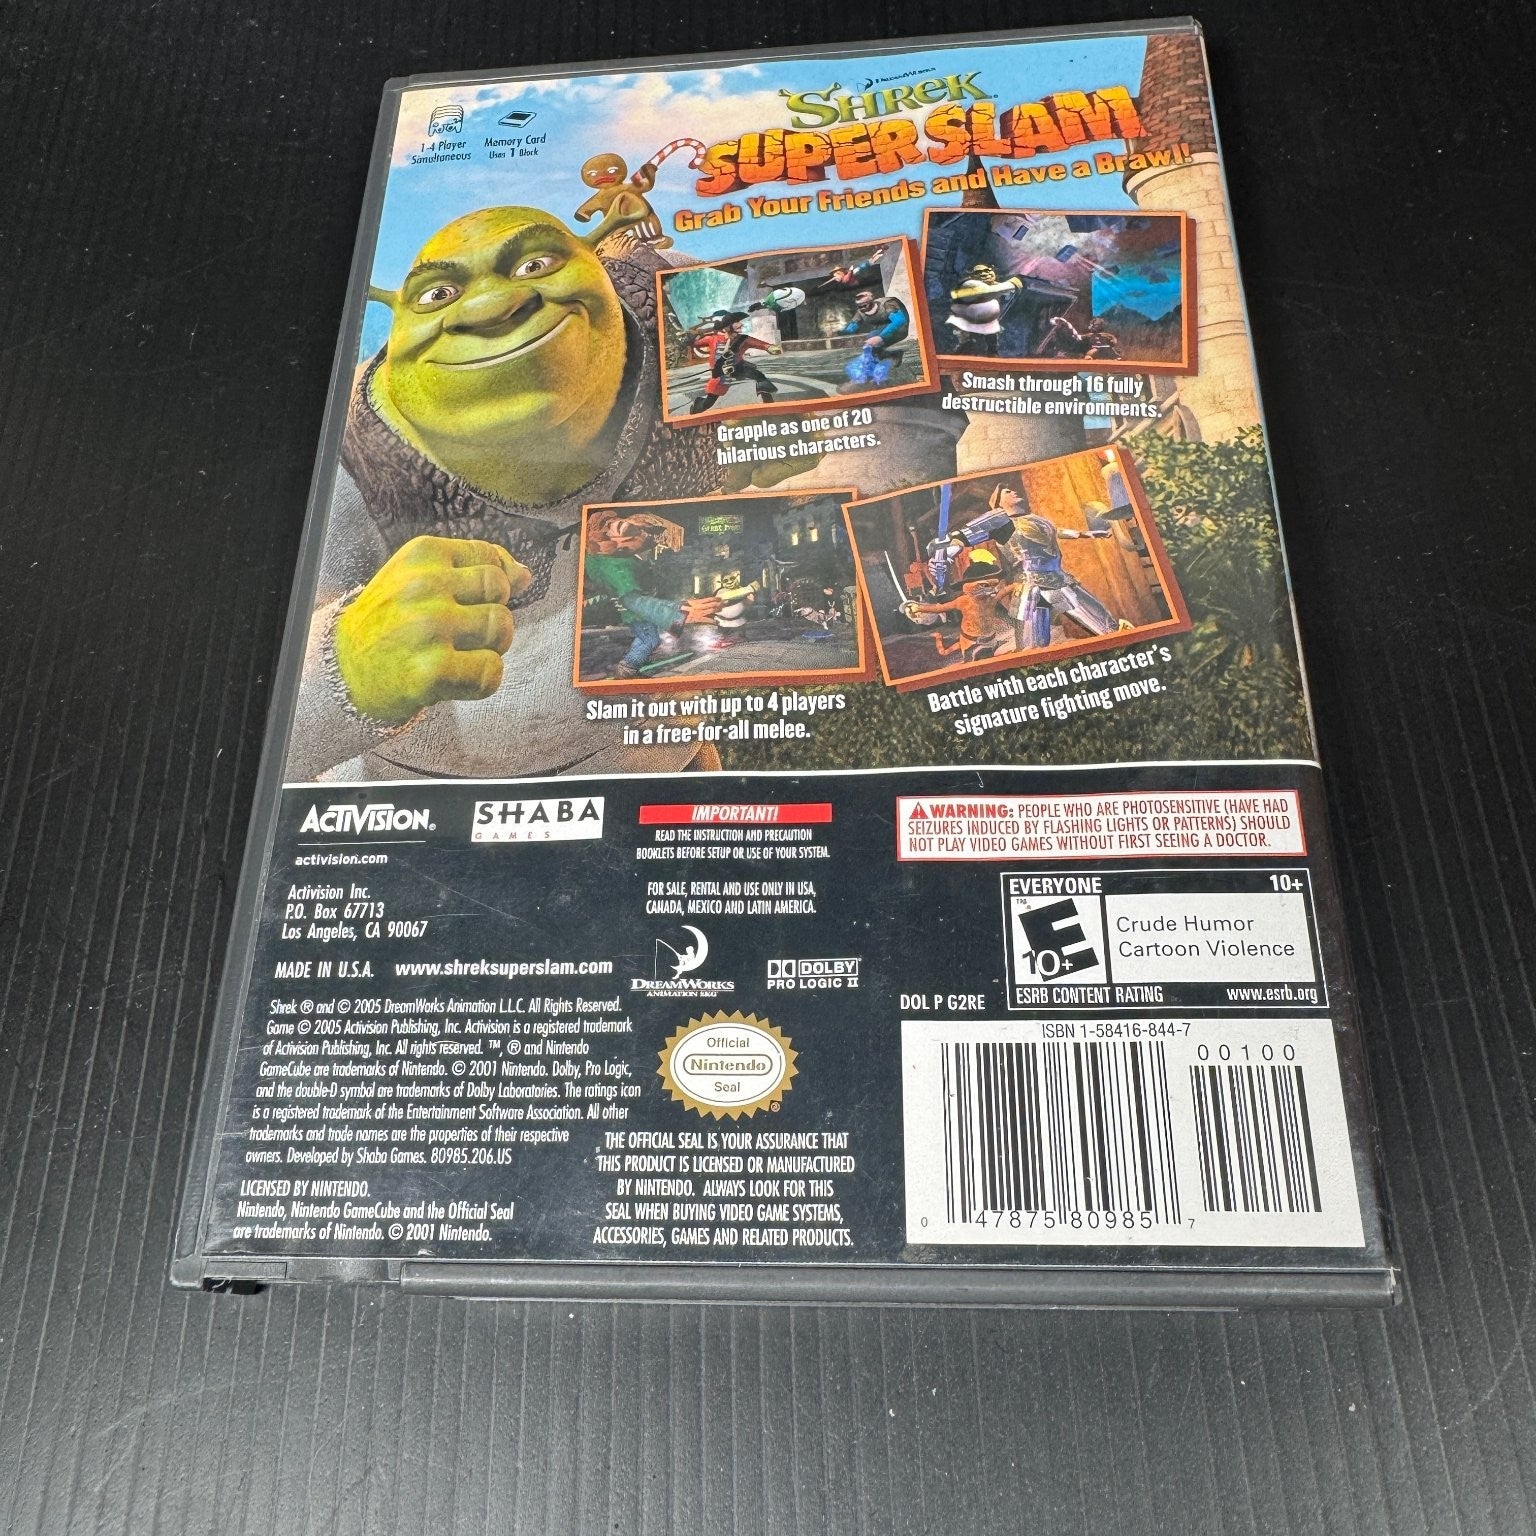 1-4 Player
Simultaneous
Memory Card
Uses 1 Block
DREAMWORKS
SHREK
SUPERSLAM
Grab Your Friends and Have a Brawl!
Grapple as one of 20
hilarious characters.
Smash through 16 fully
destructible environments.
Slam it out with up to 4 players
in a free-for-all melee.
Battle with each character's
signature fighting move.
ACTIVISION®
activision.com
SHABA
GAMES
IMPORTANT!
READ THE INSTRUCTION AND PRECAUTION
BOOKLETS BEFORE SETUP OR USE OF YOUR SYSTEM.
WARNING: PEOPLE WHO ARE PHOTOSENSITIVE (HAVE HAD
SEIZURES INDUCED BY FLASHING LIGHTS OR PATTERNS) SHOULD
NOT PLAY VIDEO GAMES WITHOUT FIRST SEEING A DOCTOR.
Activision Inc.
P.O. Box 67713
Los Angeles, CA 90067
FOR SALE, RENTAL AND USE ONLY IN USA,
CANADA, MEXICO AND LATIN AMERICA.
EVERYONE 10+
E
10+
TM
Crude Humor
Cartoon Violence
ESRB CONTENT RATING www.esrb.org
MADE IN U.S.A. www.shreksuperslam.com
DREAMWORKS
ANIMATION SKG
DOLBY
PRO LOGIC II
DOL P G2RE
Shrek ® and © 2005 DreamWorks Animation L.L.C. All Rights Reserved.
Game © 2005 Activision Publishing, Inc. Activision is a registered trademark
of Activision Publishing, Inc. All rights reserved. ™, ® and Nintendo
GameCube are trademarks of Nintendo. © 2001 Nintendo. Dolby, Pro Logic,
and the double-D symbol are trademarks of Dolby Laboratories. The ratings icon
is a registered trademark of the Entertainment Software Association. All other
trademarks and trade names are the properties of their respective
owners. Developed by Shaba Games. 80985.206.US
LICENSED BY NINTENDO.
Nintendo, Nintendo GameCube and the Official Seal
are trademarks of Nintendo. © 2001 Nintendo.
Official
Nintendo
Seal
®
THE OFFICIAL SEAL IS YOUR ASSURANCE THAT
THIS PRODUCT IS LICENSED OR MANUFACTURED
BY NINTENDO. ALWAYS LOOK FOR THIS
SEAL WHEN BUYING VIDEO GAME SYSTEMS,
ACCESSORIES, GAMES AND RELATED PRODUCTS.
ISBN 1-58416-844-7
00100
0 47875 80985 7